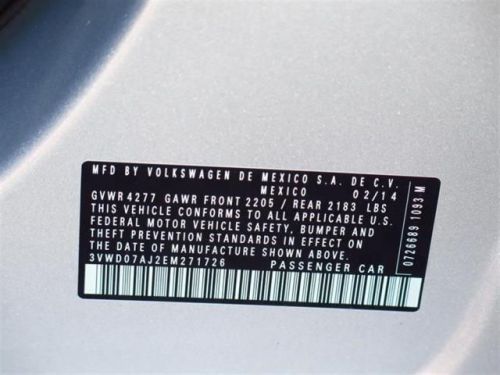 MFD BY VOLKSWAGEN DE MEXICO S.A. DE C.V.
MEXICO 02/14
GVWR 4277 GAWR FRONT 2205 / REAR 2183 LBS
THIS VEHICLE CONFORMS TO ALL APPLICABLE U.S.
FEDERAL MOTOR VEHICLE SAFETY, BUMPER AND
THEFT PREVENTION STANDARDS IN EFFECT ON
THE DATE OF MANUFACTURE SHOWN ABOVE.
3VWD07AJ2EM271726 PASSENGER CAR
0726689 1093 M